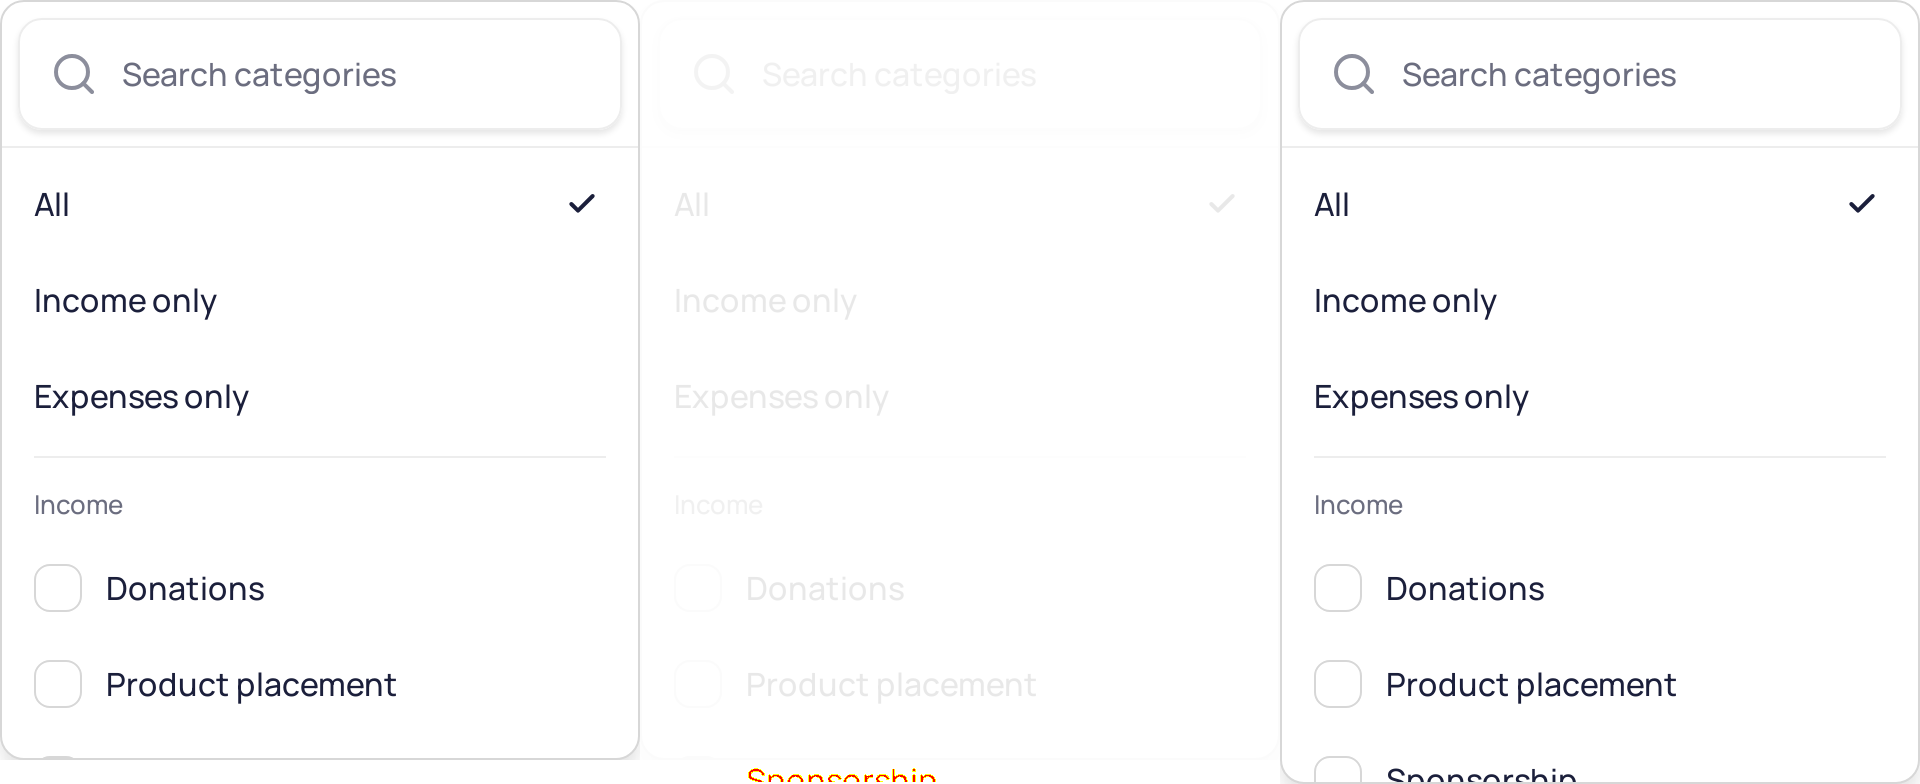 Search categories
All
Income only
Expenses only
Income
Donations
Product placement
Search categories
All
Income only
Expenses only
Income
Donations
Product placement
Sponsorship
Search categories
All
Income only
Expenses only
Income
Donations
Product placement
Sponsorship